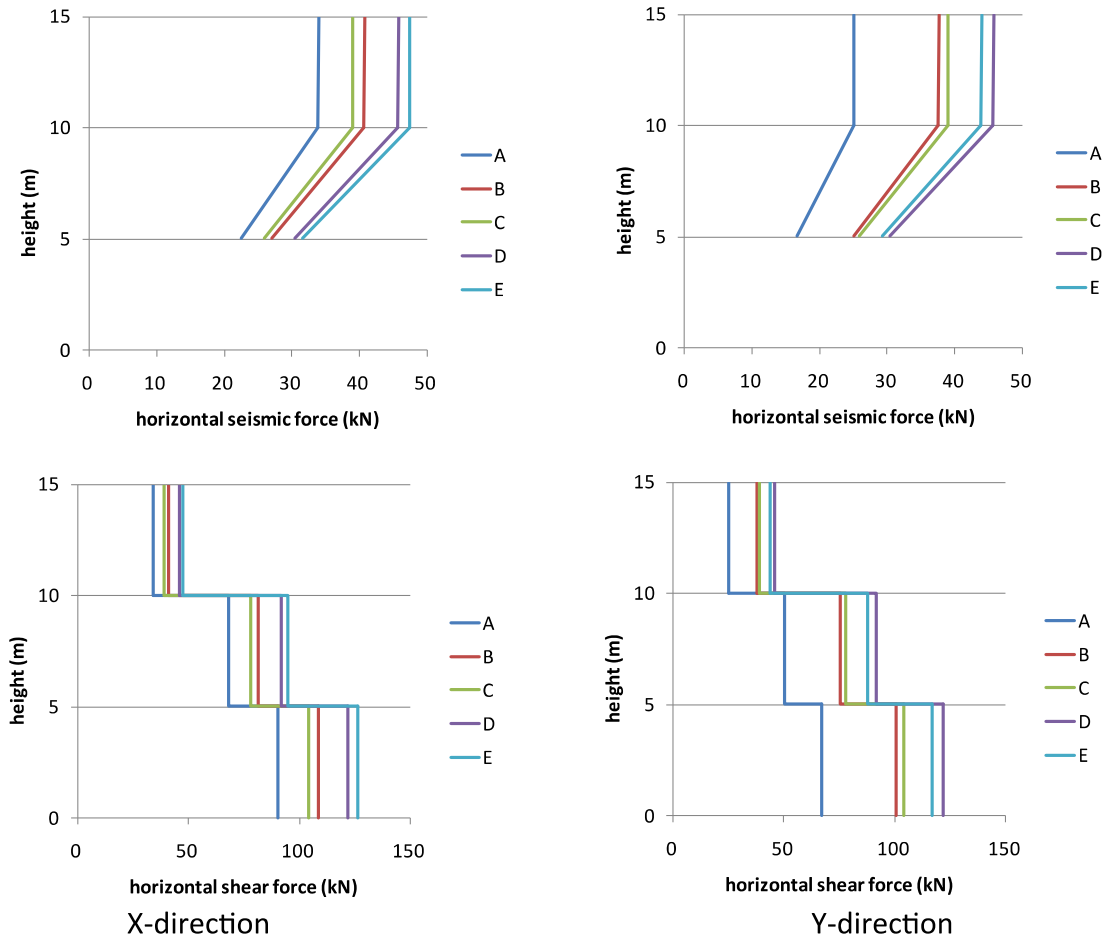 15
10
5
0
height (m)
0 10 20 30 40 50
horizontal seismic force (kN)
A
B
C
D
E
15
10
5
0
height (m)
0 10 20 30 40 50
horizontal seismic force (kN)
A
B
C
D
E
15
10
5
0
height (m)
0 50 100 150
horizontal shear force (kN)
A
B
C
D
E
X-direction
15
10
5
0
height (m)
0 50 100 150
horizontal shear force (kN)
A
B
C
D
E
Y-direction